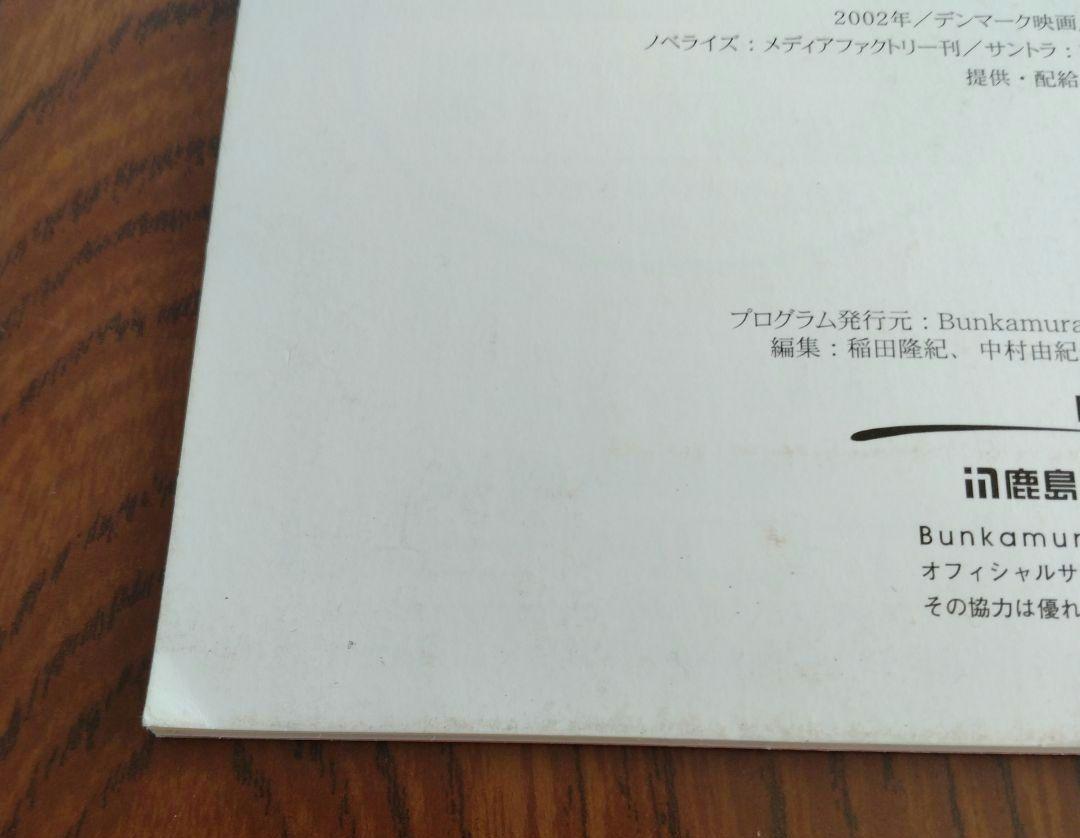 2002年／デンマーク映画
ノベライズ：メディアファクトリー刊／サントラ：
提供・配給
プログラム発行元：Bunkamura
編集：稲田隆紀、中村由紀
鹿島
Bunkamur
オフィシャルサ
その協力は優れ